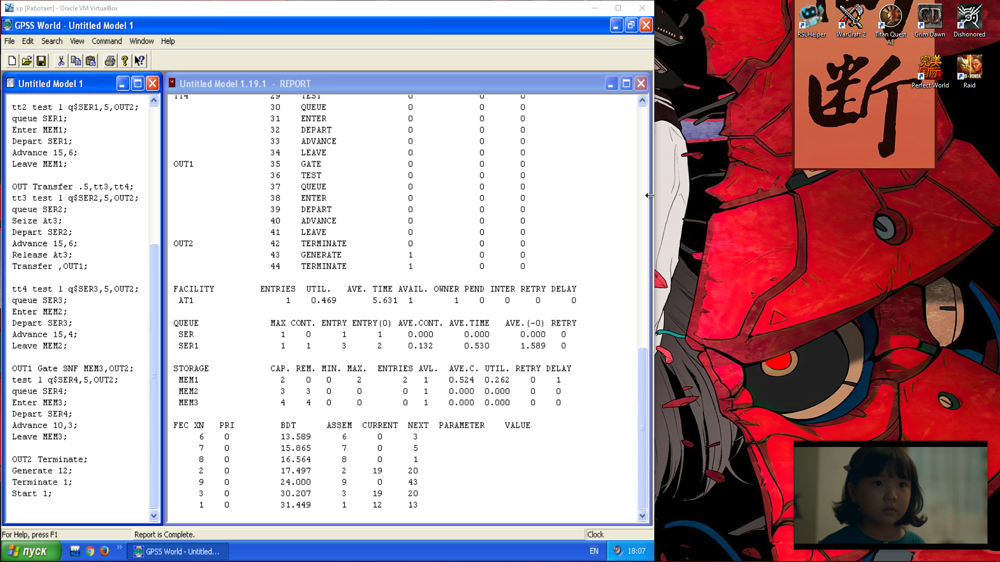 xp [Работает] - Oracle VM VirtualBox
GPSS World - Untitled Model 1
File Edit Search View Command Window Help
Untitled Model 1
tt2 test l q$SER1,5,OUT2;
queue SER1;
Enter MEM1;
Depart SER1;
Advance 15,6;
Leave MEM1;
OUT Transfer .5,tt3,tt4;
tt3 test l q$SER2,5,OUT2;
queue SER2;
Seize At3;
Depart SER2;
Advance 15,6;
Release At3;
Transfer ,OUT1;
tt4 test l q$SER3,5,OUT2;
queue SER3;
Enter MEM2;
Depart SER3;
Advance 15,4;
Leave MEM2;
OUT1 Gate SNF MEM3,OUT2;
test l q$SER4,5,OUT2;
queue SER4;
Enter MEM3;
Depart SER4;
Advance 10,3;
Leave MEM3;
OUT2 Terminate;
Generate 12;
Terminate 1;
Start 1;
Untitled Model 1.19.1 - REPORT
TT4 29 TEST 0 0 0
30 QUEUE 0 0 0
31 ENTER 0 0 0
32 DEPART 0 0 0
33 ADVANCE 0 0 0
34 LEAVE 0 0 0
OUT1 35 GATE 0 0 0
36 TEST 0 0 0
37 QUEUE 0 0 0
38 ENTER 0 0 0
39 DEPART 0 0 0
40 ADVANCE 0 0 0
41 LEAVE 0 0 0
OUT2 42 TERMINATE 0 0 0
43 GENERATE 1 0 0
44 TERMINATE 1 0 0
FACILITY ENTRIES UTIL. AVE. TIME AVAIL. OWNER PEND INTER RETRY DELAY
AT1 1 0.469 5.631 1 1 0 0 0 0
QUEUE MAX CONT. ENTRY ENTRY(0) AVE.CONT. AVE.TIME AVE.(-0) RETRY
SER 1 0 1 1 0.000 0.000 0.000 0
SER1 1 1 3 2 0.132 0.530 1.589 0
STORAGE CAP. REM. MIN. MAX. ENTRIES AVL. AVE.C. UTIL. RETRY DELAY
MEM1 2 0 0 2 2 1 0.524 0.262 0 1
MEM2 3 3 0 0 0 1 0.000 0.000 0 0
MEM3 4 4 0 0 0 1 0.000 0.000 0 0
FEC XN PRI BDT ASSEM CURRENT NEXT PARAMETER VALUE
6 0 13.589 6 0 3
7 0 15.865 7 0 5
8 0 16.564 8 0 1
2 0 17.497 2 19 20
9 0 24.000 9 0 43
3 0 30.207 3 19 20
1 0 31.449 1 12 13
For Help, press F1
Report is Complete.
Clock
пуск
DEV
GPSS World - Untitled...
EN
18:07
RSLHelper
WarCraft 2
Titan Quest AE
GD
Grim Dawn
Dishonored
完美国际
Perfect World
Raid
断